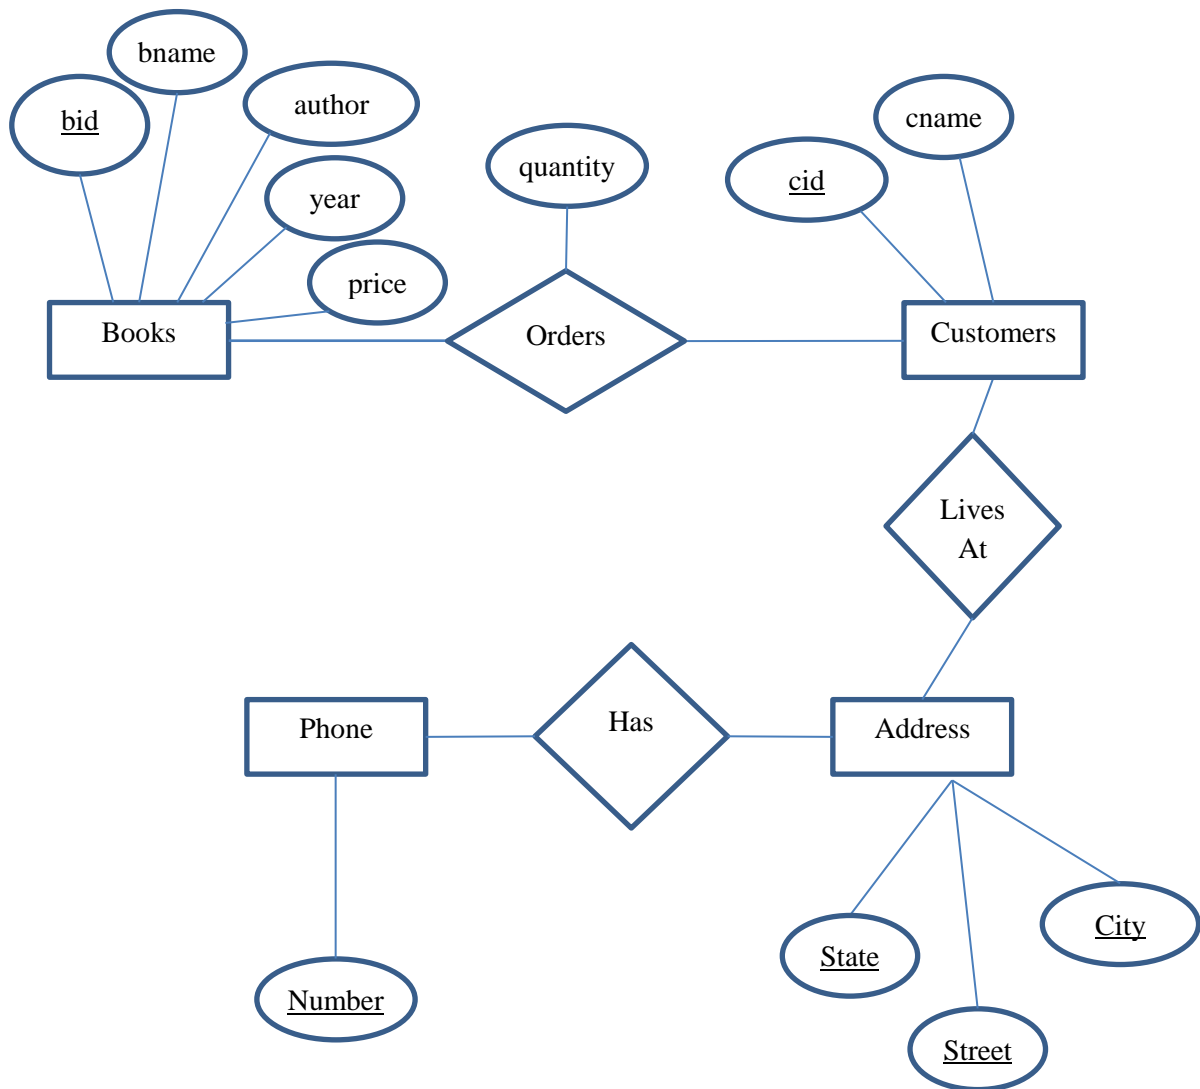 bname
bid
author
quantity
cname
cid
year
price
Books
Orders
Customers
Lives
At
Phone
Has
Address
State
City
Number
Street